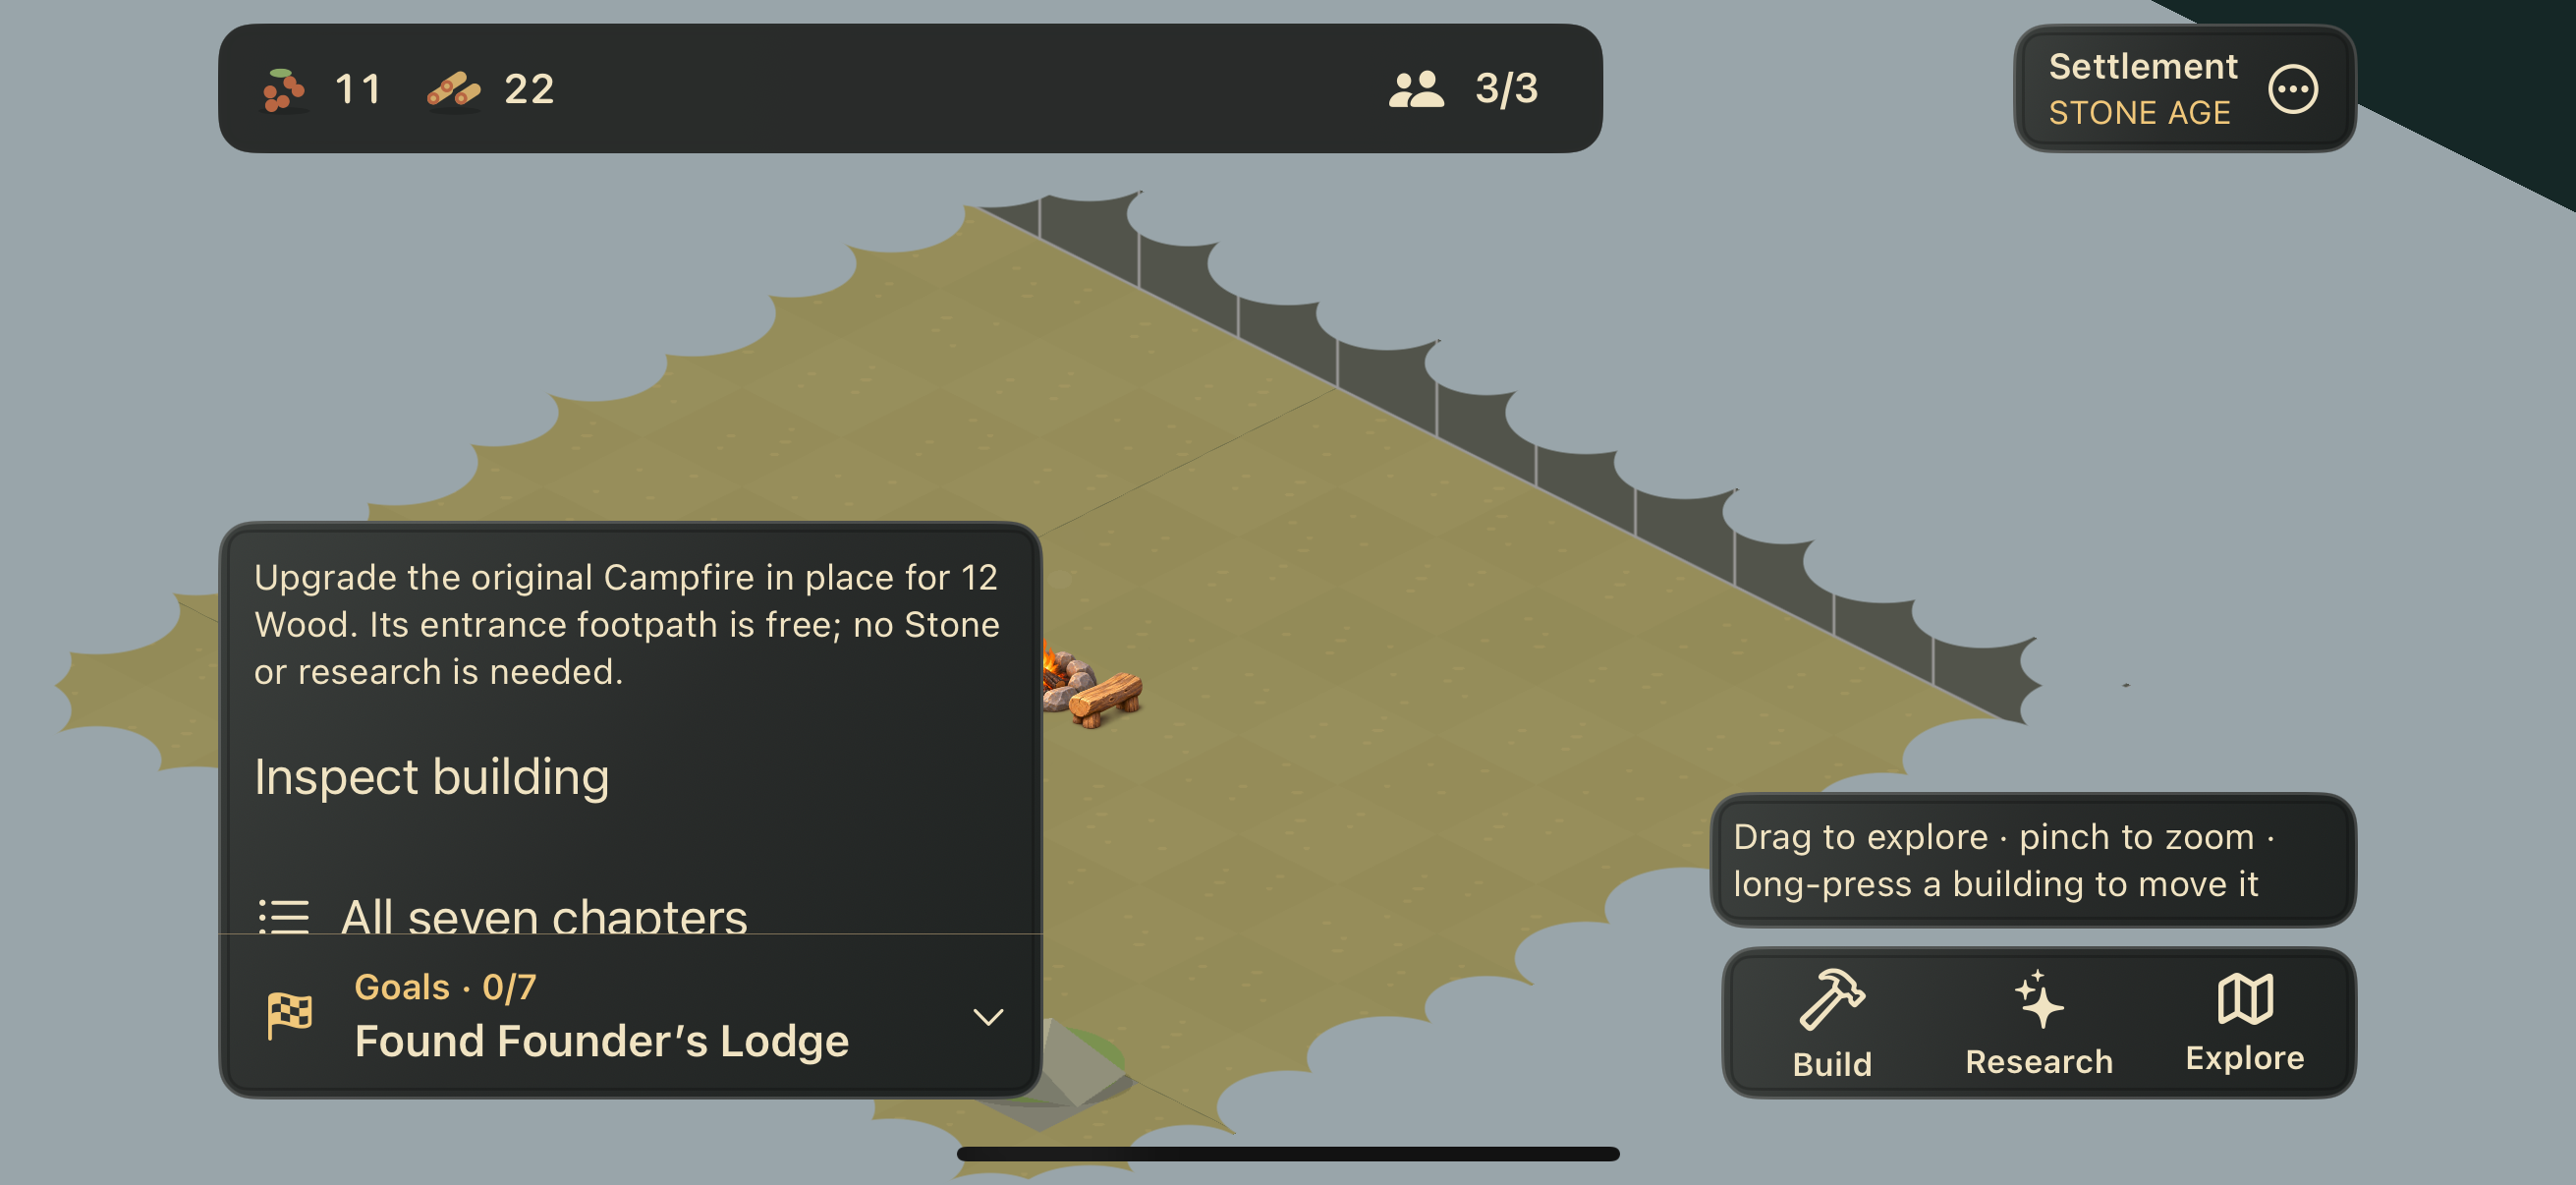 11 22 3/3
Settlement
STONE AGE
Upgrade the original Campfire in place for 12
Wood. Its entrance footpath is free; no Stone
or research is needed.
Inspect building
All seven chapters
Goals · 0/7
Found Founder’s Lodge
Drag to explore · pinch to zoom ·
long-press a building to move it
Build Research Explore